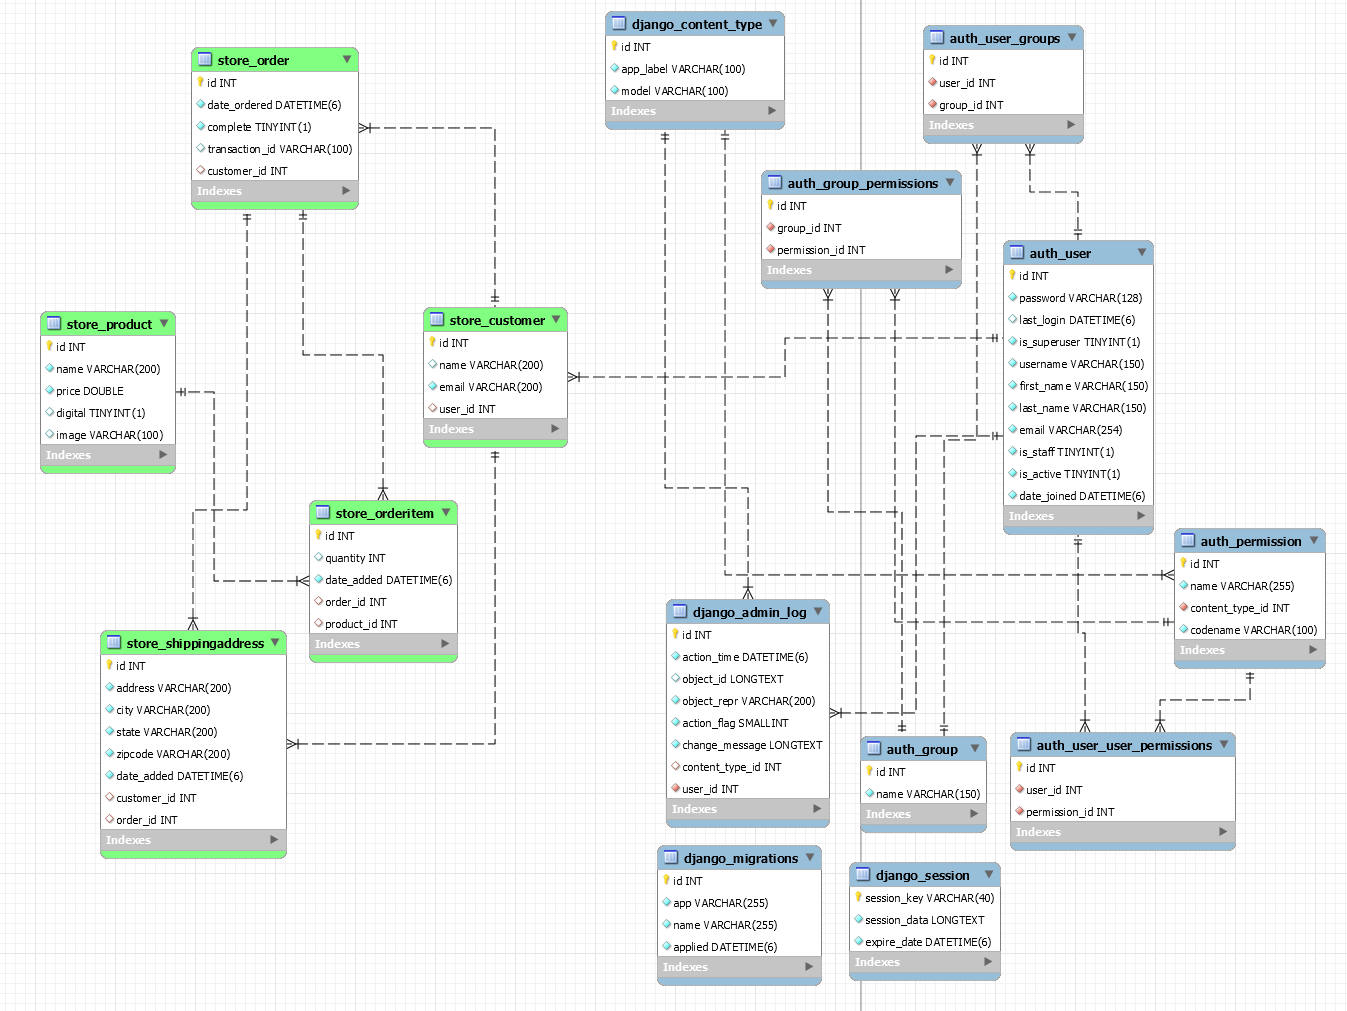 store_order
id INT
date_ordered DATETIME(6)
complete TINYINT(1)
transaction_id VARCHAR(100)
customer_id INT
Indexes
django_content_type
id INT
app_label VARCHAR(100)
model VARCHAR(100)
Indexes
auth_user_groups
id INT
user_id INT
group_id INT
Indexes
auth_group_permissions
id INT
group_id INT
permission_id INT
Indexes
auth_user
id INT
password VARCHAR(128)
last_login DATETIME(6)
is_superuser TINYINT(1)
username VARCHAR(150)
first_name VARCHAR(150)
last_name VARCHAR(150)
email VARCHAR(254)
is_staff TINYINT(1)
is_active TINYINT(1)
date_joined DATETIME(6)
Indexes
store_product
id INT
name VARCHAR(200)
price DOUBLE
digital TINYINT(1)
image VARCHAR(100)
Indexes
store_customer
id INT
name VARCHAR(200)
email VARCHAR(200)
user_id INT
Indexes
store_orderitem
id INT
quantity INT
date_added DATETIME(6)
order_id INT
product_id INT
Indexes
auth_permission
id INT
name VARCHAR(255)
content_type_id INT
codename VARCHAR(100)
Indexes
store_shippingaddress
id INT
address VARCHAR(200)
city VARCHAR(200)
state VARCHAR(200)
zipcode VARCHAR(200)
date_added DATETIME(6)
customer_id INT
order_id INT
Indexes
django_admin_log
id INT
action_time DATETIME(6)
object_id LONGTEXT
object_repr VARCHAR(200)
action_flag SMALLINT
change_message LONGTEXT
content_type_id INT
user_id INT
Indexes
auth_group
id INT
name VARCHAR(150)
Indexes
auth_user_user_permissions
id INT
user_id INT
permission_id INT
Indexes
django_migrations
id INT
app VARCHAR(255)
name VARCHAR(255)
applied DATETIME(6)
Indexes
django_session
session_key VARCHAR(40)
session_data LONGTEXT
expire_date DATETIME(6)
Indexes